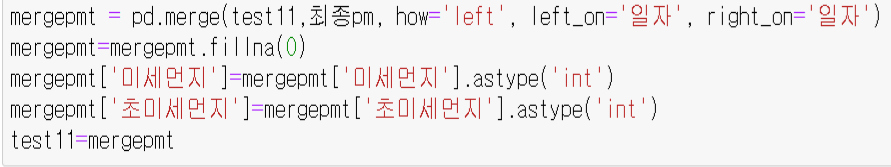 mergepmt = pd.merge(test11,최종pm, how='left', left_on='일자', right_on='일자')
mergepmt=mergepmt.fillna(0)
mergepmt['미세먼지']=mergepmt['미세먼지'].astype('int')
mergepmt['초미세먼지']=mergepmt['초미세먼지'].astype('int')
test11=mergepmt